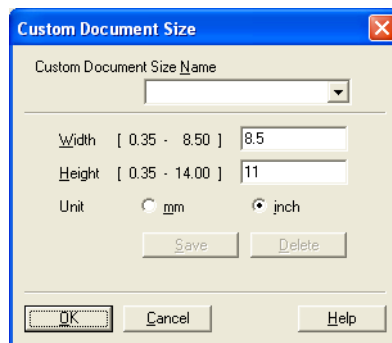 Custom Document Size
Custom Document Size Name
Width [ 0.35 - 8.50 ] 8.5
Height [ 0.35 - 14.00 ] 11
Unit mm inch
Save Delete
OK Cancel Help